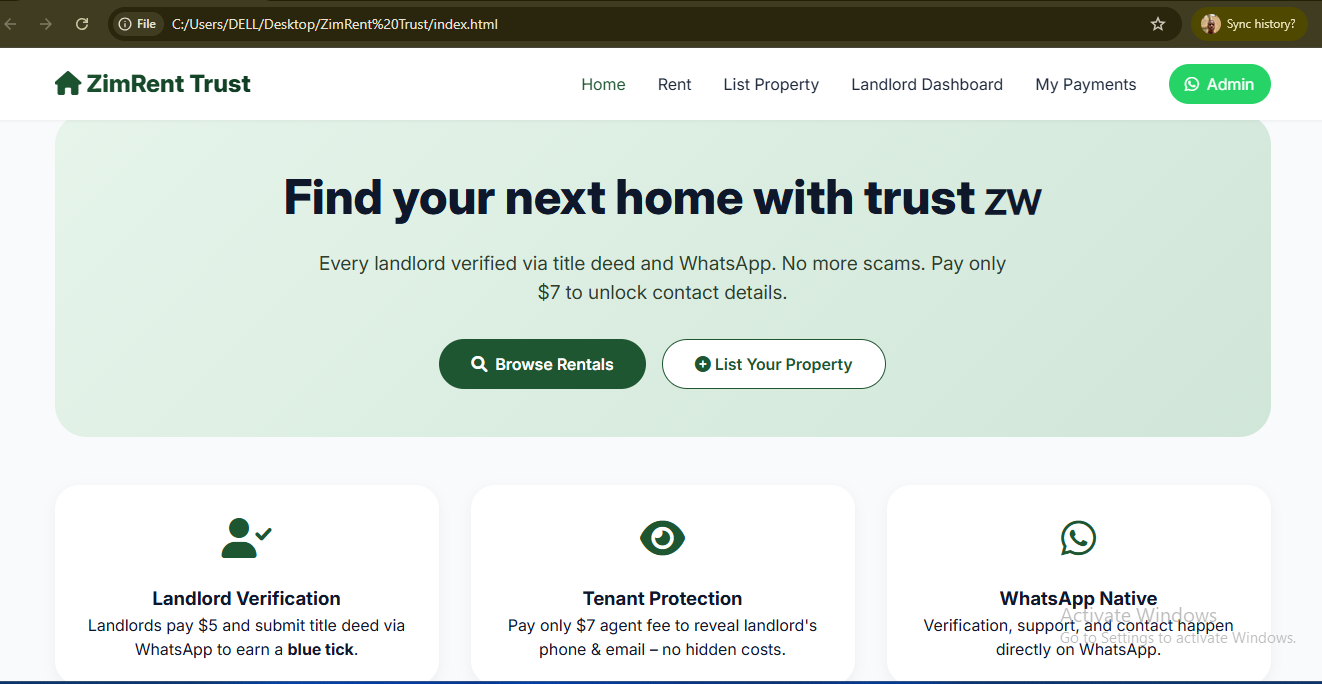 File C:/Users/DELL/Desktop/ZimRent%20Trust/index.html Sync history?
ZimRent Trust Home Rent List Property Landlord Dashboard My Payments Admin
Find your next home with trust ZW
Every landlord verified via title deed and WhatsApp. No more scams. Pay only
$7 to unlock contact details.
Browse Rentals List Your Property
Landlord Verification
Landlords pay $5 and submit title deed via
WhatsApp to earn a blue tick.
Tenant Protection
Pay only $7 agent fee to reveal landlord's
phone & email – no hidden costs.
WhatsApp Native
Verification, support, and contact happen
directly on WhatsApp.
Activate Windows
Go to Settings to activate Windows.